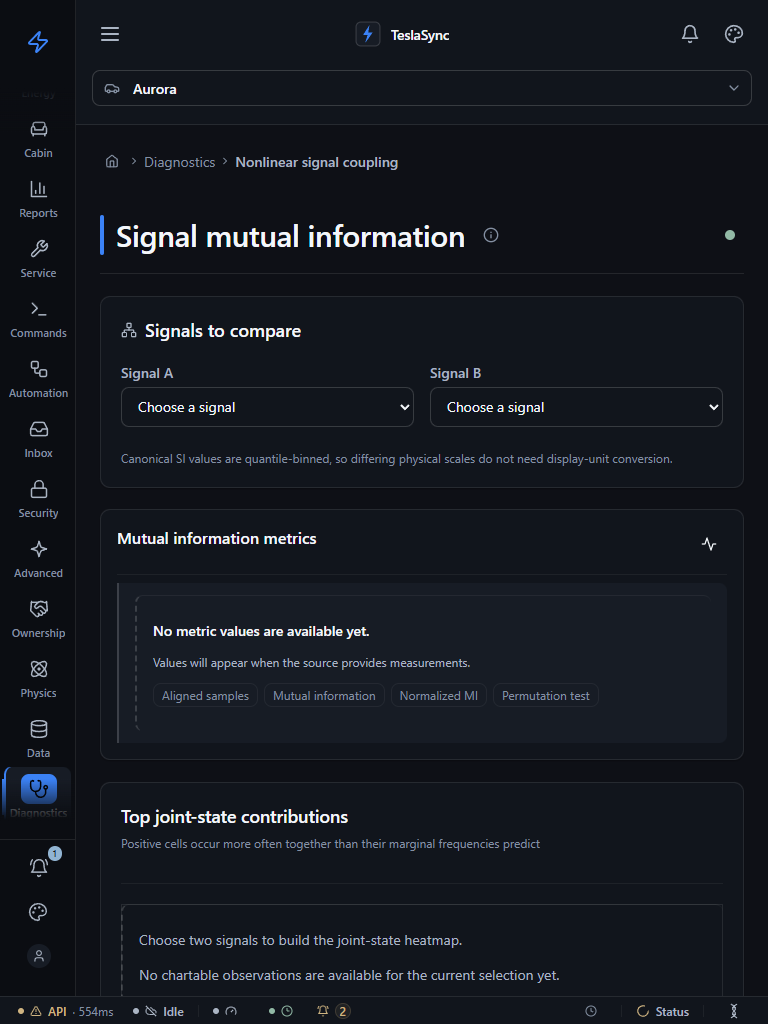 TeslaSync
Aurora
Energy
Cabin
Reports
Service
Commands
Automation
Inbox
Security
Advanced
Ownership
Physics
Data
Diagnostics
1
Diagnostics
Nonlinear signal coupling
Signal mutual information
Signals to compare
Signal A
Signal B
Choose a signal
Choose a signal
Canonical SI values are quantile-binned, so differing physical scales do not need display-unit conversion.
Mutual information metrics
No metric values are available yet.
Values will appear when the source provides measurements.
Aligned samples
Mutual information
Normalized MI
Permutation test
Top joint-state contributions
Positive cells occur more often together than their marginal frequencies predict
Choose two signals to build the joint-state heatmap.
No chartable observations are available for the current selection yet.
API · 554ms
Idle
2
Status